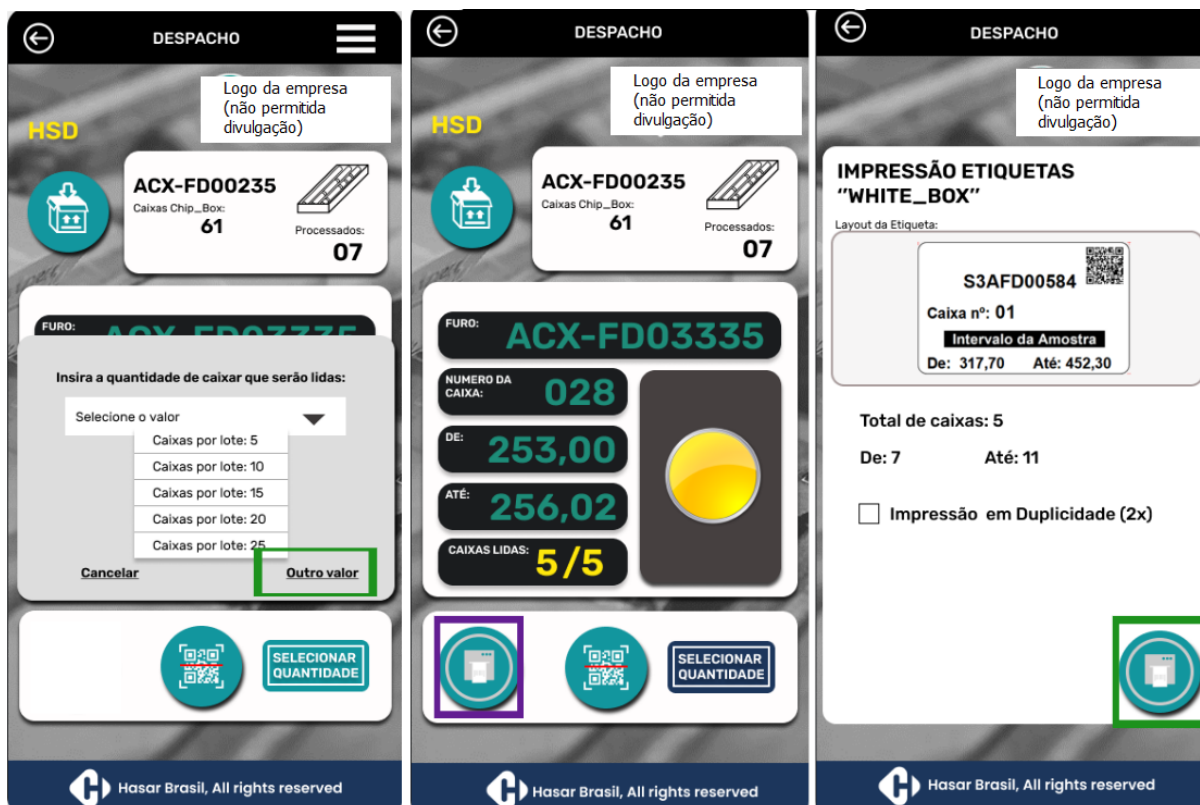 DESPACHO
Logo da empresa
(não permitida
divulgação)
HSD
ACX-FD00235
Caixas Chip_Box:
61
Processados:
07
FURO:
ACX-FD03335
Insira a quantidade de caixar que serão lidas:
Selecione o valor
Caixas por lote: 5
Caixas por lote: 10
Caixas por lote: 15
Caixas por lote: 20
Caixas por lote: 25
Cancelar
Outro valor
SELECIONAR
QUANTIDADE
Hasar Brasil, All rights reserved
DESPACHO
Logo da empresa
(não permitida
divulgação)
HSD
ACX-FD00235
Caixas Chip_Box:
61
Processados:
07
FURO:
ACX-FD03335
NUMERO DA
CAIXA:
028
DE:
253,00
ATÉ:
256,02
CAIXAS LIDAS:
5/5
SELECIONAR
QUANTIDADE
Hasar Brasil, All rights reserved
DESPACHO
Logo da empresa
(não permitida
divulgação)
IMPRESSÃO ETIQUETAS
"WHITE_BOX"
Layout da Etiqueta:
S3AFD00584
Caixa nº: 01
Intervalo da Amostra
De: 317,70 Até: 452,30
Total de caixas: 5
De: 7 Até: 11
Impressão em Duplicidade (2x)
Hasar Brasil, All rights reserved